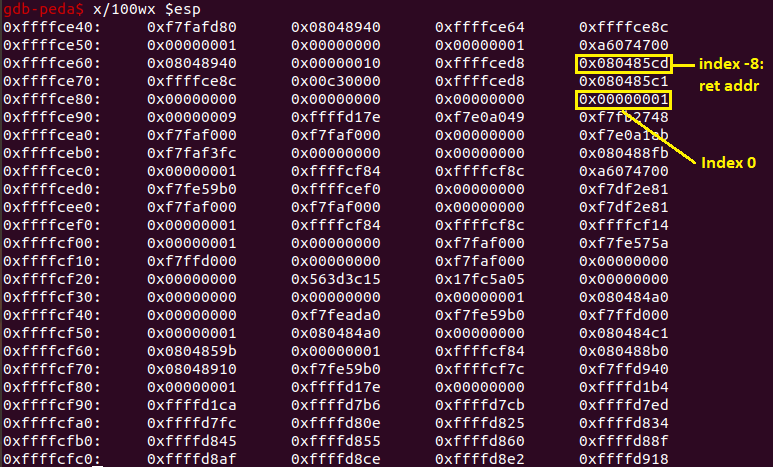 gdb-peda$ x/100wx $esp
0xffffce40: 0xf7fafd80 0x08048940 0xffffce64 0xffffce8c
0xffffce50: 0x00000001 0x00000000 0x00000001 0xa6074700
0xffffce60: 0x08048940 0x00000010 0xffffced8 0x080485cd
index -8:
ret addr
0xffffce70: 0xffffce8c 0x00c30000 0xffffced8 0x080485c1
0xffffce80: 0x00000000 0x00000000 0x00000000 0x00000001
0xffffce90: 0x00000009 0xffffd17e 0xf7e0a049 0xf7fb2748
0xffffcea0: 0xf7faf000 0xf7faf000 0x00000000
0xffffceb0: 0xf7faf3fc 0x00000000 0x00000000 0x080488fb
Index 0
0xffffcec0: 0x00000001 0xffffcf84 0xffffcf8c 0xa6074700
0xffffced0: 0xf7fe59b0 0xffffcef0 0x00000000 0xf7df2e81
0xffffcee0: 0xf7faf000 0xf7faf000 0x00000000 0xf7df2e81
0xffffcef0: 0x00000001 0xffffcf84 0xffffcf8c 0xffffcf14
0xffffcf00: 0x00000001 0x00000000 0xf7faf000 0xf7fe575a
0xffffcf10: 0xf7ffd000 0x00000000 0xf7faf000 0x00000000
0xffffcf20: 0x00000000 0x563d3c15 0x17fc5a05 0x00000000
0xffffcf30: 0x00000000 0x00000000 0x00000001 0x080484a0
0xffffcf40: 0x00000000 0xf7feada0 0xf7fe59b0 0xf7ffd000
0xffffcf50: 0x00000001 0x080484a0 0x00000000 0x080484c1
0xffffcf60: 0x0804859b 0x00000001 0xffffcf84 0x080488b0
0xffffcf70: 0x08048910 0xf7fe59b0 0xffffcf7c 0xf7ffd940
0xffffcf80: 0x00000001 0xffffd17e 0x00000000 0xffffd1b4
0xffffcf90: 0xffffd1ca 0xffffd7b6 0xffffd7cb 0xffffd7ed
0xffffcfa0: 0xffffd7fc 0xffffd80e 0xffffd825 0xffffd834
0xffffcfb0: 0xffffd845 0xffffd855 0xffffd860 0xffffd88f
0xffffcfc0: 0xffffd8af 0xffffd8ce 0xffffd8e2 0xffffd918